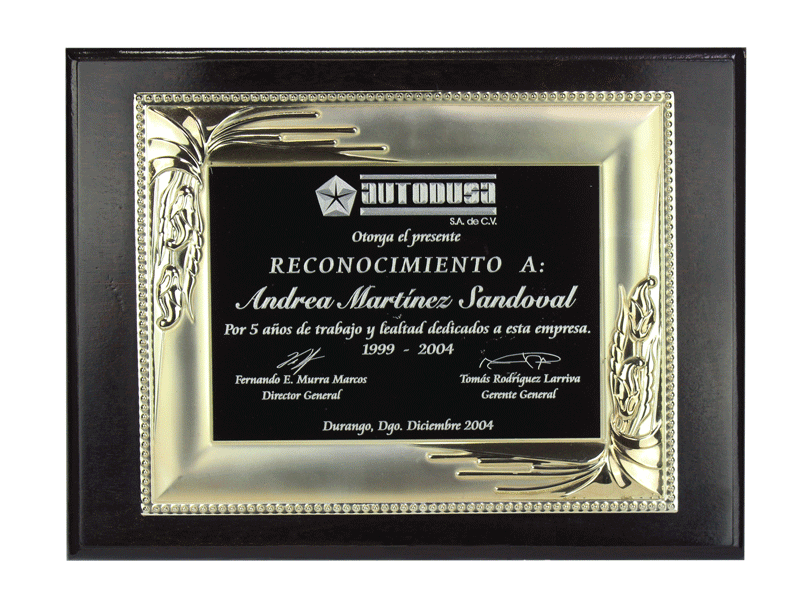 AUTODUSA
S.A. de C.V.
Otorga el presente
RECONOCIMIENTO A:
Andrea Martínez Sandoval
Por 5 años de trabajo y lealtad dedicados a esta empresa.
1999 - 2004
Fernando E. Murra Marcos
Director General
Tomás Rodríguez Larriva
Gerente General
Durango, Dgo. Diciembre 2004